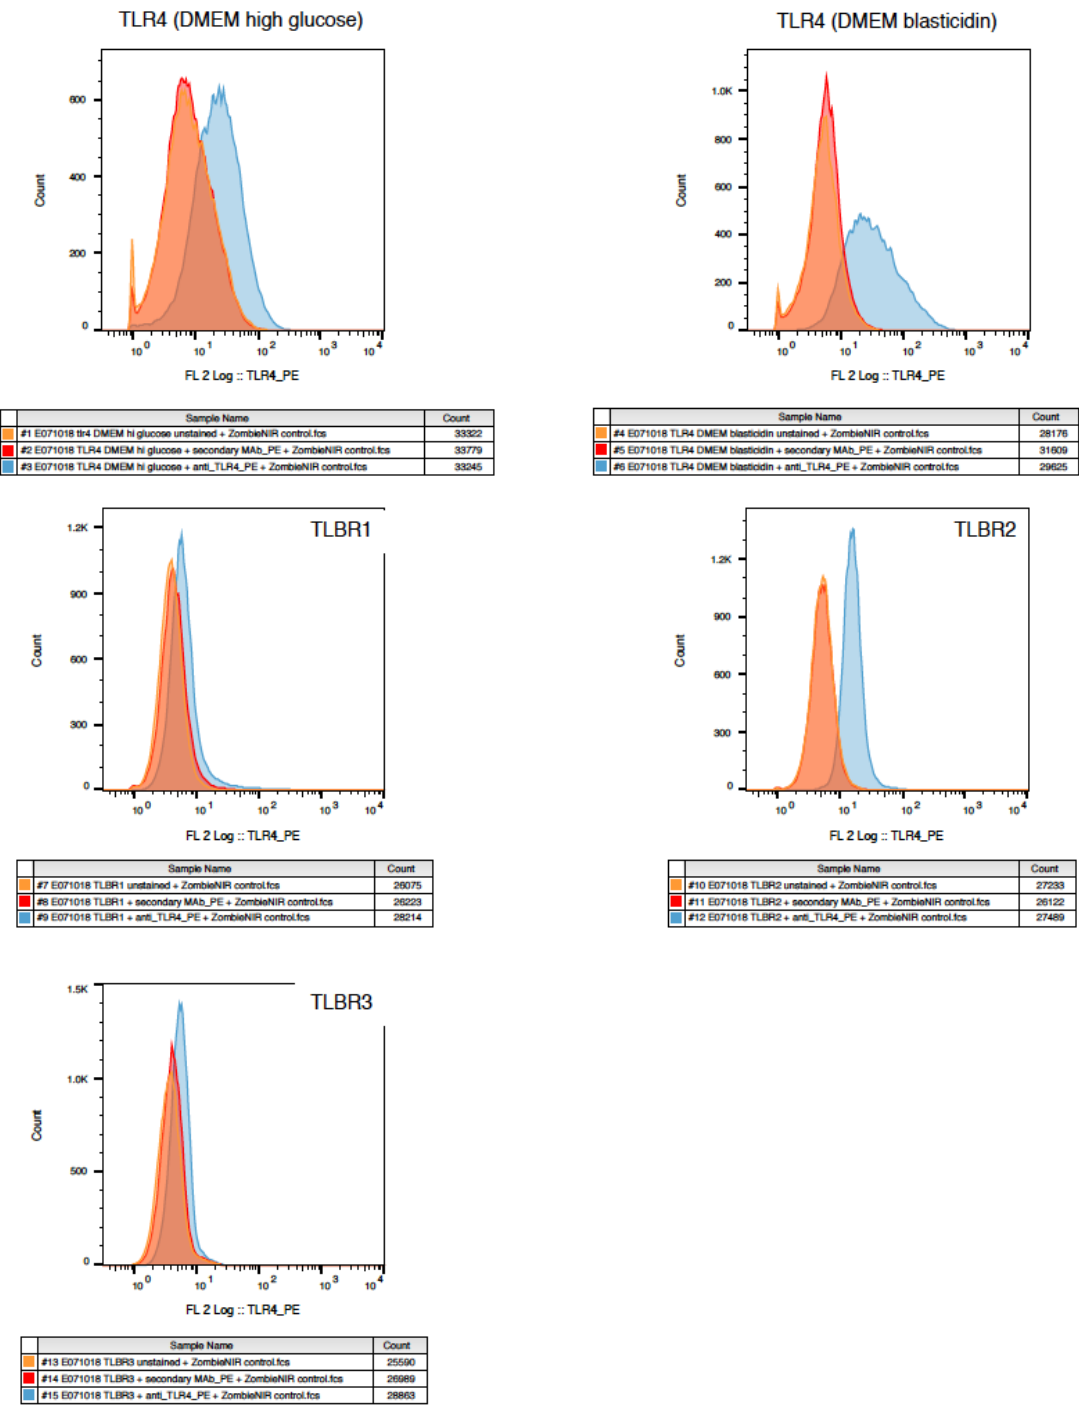 TLR4 (DMEM high glucose)
600
400
200
0
Count
10 0
10 1
10 2
10 3
10 4
FL 2 Log :: TLR4_PE
Sample Name Count
#1 E071018 tlr4 DMEM hi glucose unstained + ZombieNIR control.fcs 33322
#2 E071018 TLR4 DMEM hi glucose + secondary MAb_PE + ZombieNIR control.fcs 33779
#3 E071018 TLR4 DMEM hi glucose + anti_TLR4_PE + ZombieNIR control.fcs 33245
TLR4 (DMEM blasticidin)
1.0K
800
600
400
200
0
Count
10 0
10 1
10 2
10 3
10 4
FL 2 Log :: TLR4_PE
Sample Name Count
#4 E071018 TLR4 DMEM blasticidin unstained + ZombieNIR control.fcs 28176
#5 E071018 TLR4 DMEM blasticidin + secondary MAb_PE + ZombieNIR control.fcs 31609
#6 E071018 TLR4 DMEM blasticidin + anti_TLR4_PE + ZombieNIR control.fcs 29625
TLBR1
1.2K
900
600
300
0
Count
10 0
10 1
10 2
10 3
10 4
FL 2 Log :: TLR4_PE
Sample Name Count
#7 E071018 TLBR1 unstained + ZombieNIR control.fcs 26075
#8 E071018 TLBR1 + secondary MAb_PE + ZombieNIR control.fcs 26223
#9 E071018 TLBR1 + anti_TLR4_PE + ZombieNIR control.fcs 28214
TLBR2
1.2K
900
600
300
0
Count
10 0
10 1
10 2
10 3
10 4
FL 2 Log :: TLR4_PE
Sample Name Count
#10 E071018 TLBR2 unstained + ZombieNIR control.fcs 27233
#11 E071018 TLBR2 + secondary MAb_PE + ZombieNIR control.fcs 26122
#12 E071018 TLBR2 + anti_TLR4_PE + ZombieNIR control.fcs 27489
TLBR3
1.5K
1.0K
500
0
Count
10 0
10 1
10 2
10 3
10 4
FL 2 Log :: TLR4_PE
Sample Name Count
#13 E071018 TLBR3 unstained + ZombieNIR control.fcs 25590
#14 E071018 TLBR3 + secondary MAb_PE + ZombieNIR control.fcs 26989
#15 E071018 TLBR3 + anti_TLR4_PE + ZombieNIR control.fcs 28863